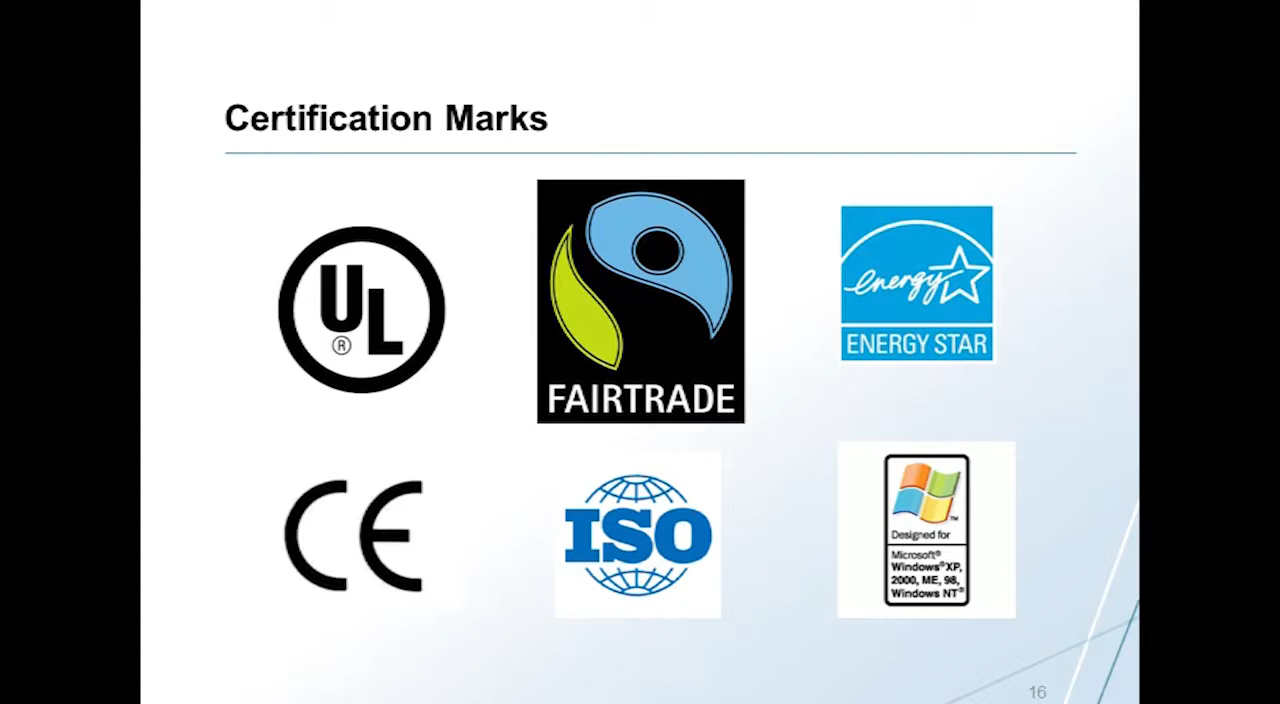 Certification Marks
UL
®
FAIRTRADE
energy
ENERGY STAR
CE
ISO
TM
Designed for
Microsoft®
Windows®XP,
2000, ME, 98,
Windows NT®
16